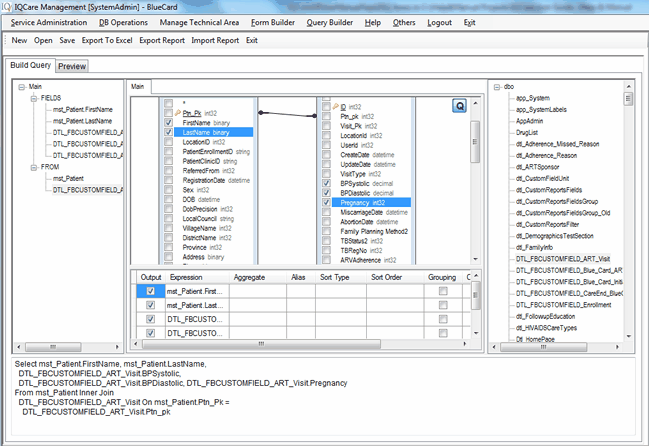 IQCare Management [SystemAdmin] - BlueCard
Service Administration DB Operations Manage Technical Area Form Builder Query Builder Help Others Logout Exit
New Open Save Export To Excel Export Report Import Report Exit
Build Query Preview
Main
FIELDS
mst_Patient.FirstName
mst_Patient.LastName
DTL_FBCUSTOMFIELD_A
DTL_FBCUSTOMFIELD_A
DTL_FBCUSTOMFIELD_A
FROM
mst_Patient
DTL_FBCUSTOMFIELD_A
Main
*
Ptn_Pk int32
FirstName binary
LastName binary
LocationID int32
PatientEnrollmentID string
PatientClinicID string
ReferredFrom int32
RegistrationDate datetime
Sex int32
DOB datetime
DobPrecision int32
LocalCouncil string
VillageName int32
DistrictName int32
Province int32
Address binary
ID int32
Ptn_pk int32
Visit_Pk int32
LocationId int32
UserId int32
CreateDate datetime
UpdateDate datetime
VisitType int32
BPSystolic decimal
BPDiastolic decimal
Pregnancy int32
MiscarriageDate datetime
AbortionDate datetime
Family Planning Method2
TBStatus2 int32
TBRegNo int32
ARVAdherence int32
Output Expression Aggregate Alias Sort Type Sort Order Grouping C
mst_Patient.First...
mst_Patient.Last...
DTL_FBCUSTO...
DTL_FBCUSTO...
dbo
app_System
app_SystemLabels
AppAdmin
DrugList
dtl_Adherence_Missed_Reason
dtl_Adherence_Reason
dtl_ARTSponsor
dtl_CustomFieldUnit
dtl_CustomReportsFields
dtl_CustomReportsFieldsGroup
dtl_CustomReportsFieldsGroup_Old
dtl_CustomReportsFilter
dtl_DemographicsTestSection
dtl_FamilyInfo
DTL_FBCUSTOMFIELD_ART_Visit
DTL_FBCUSTOMFIELD_Blue_Card_AR
DTL_FBCUSTOMFIELD_Blue_Card_Initi
DTL_FBCUSTOMFIELD_CareEnd_BlueC
DTL_FBCUSTOMFIELD_Enrollment
dtl_FollowupEducation
dtl_HIVAIDSCareTypes
Dtl_HomePage
Select mst_Patient.FirstName, mst_Patient.LastName,
DTL_FBCUSTOMFIELD_ART_Visit.BPSystolic,
DTL_FBCUSTOMFIELD_ART_Visit.BPDiastolic, DTL_FBCUSTOMFIELD_ART_Visit.Pregnancy
From mst_Patient Inner Join
DTL_FBCUSTOMFIELD_ART_Visit On mst_Patient.Ptn_Pk =
DTL_FBCUSTOMFIELD_ART_Visit.Ptn_pk